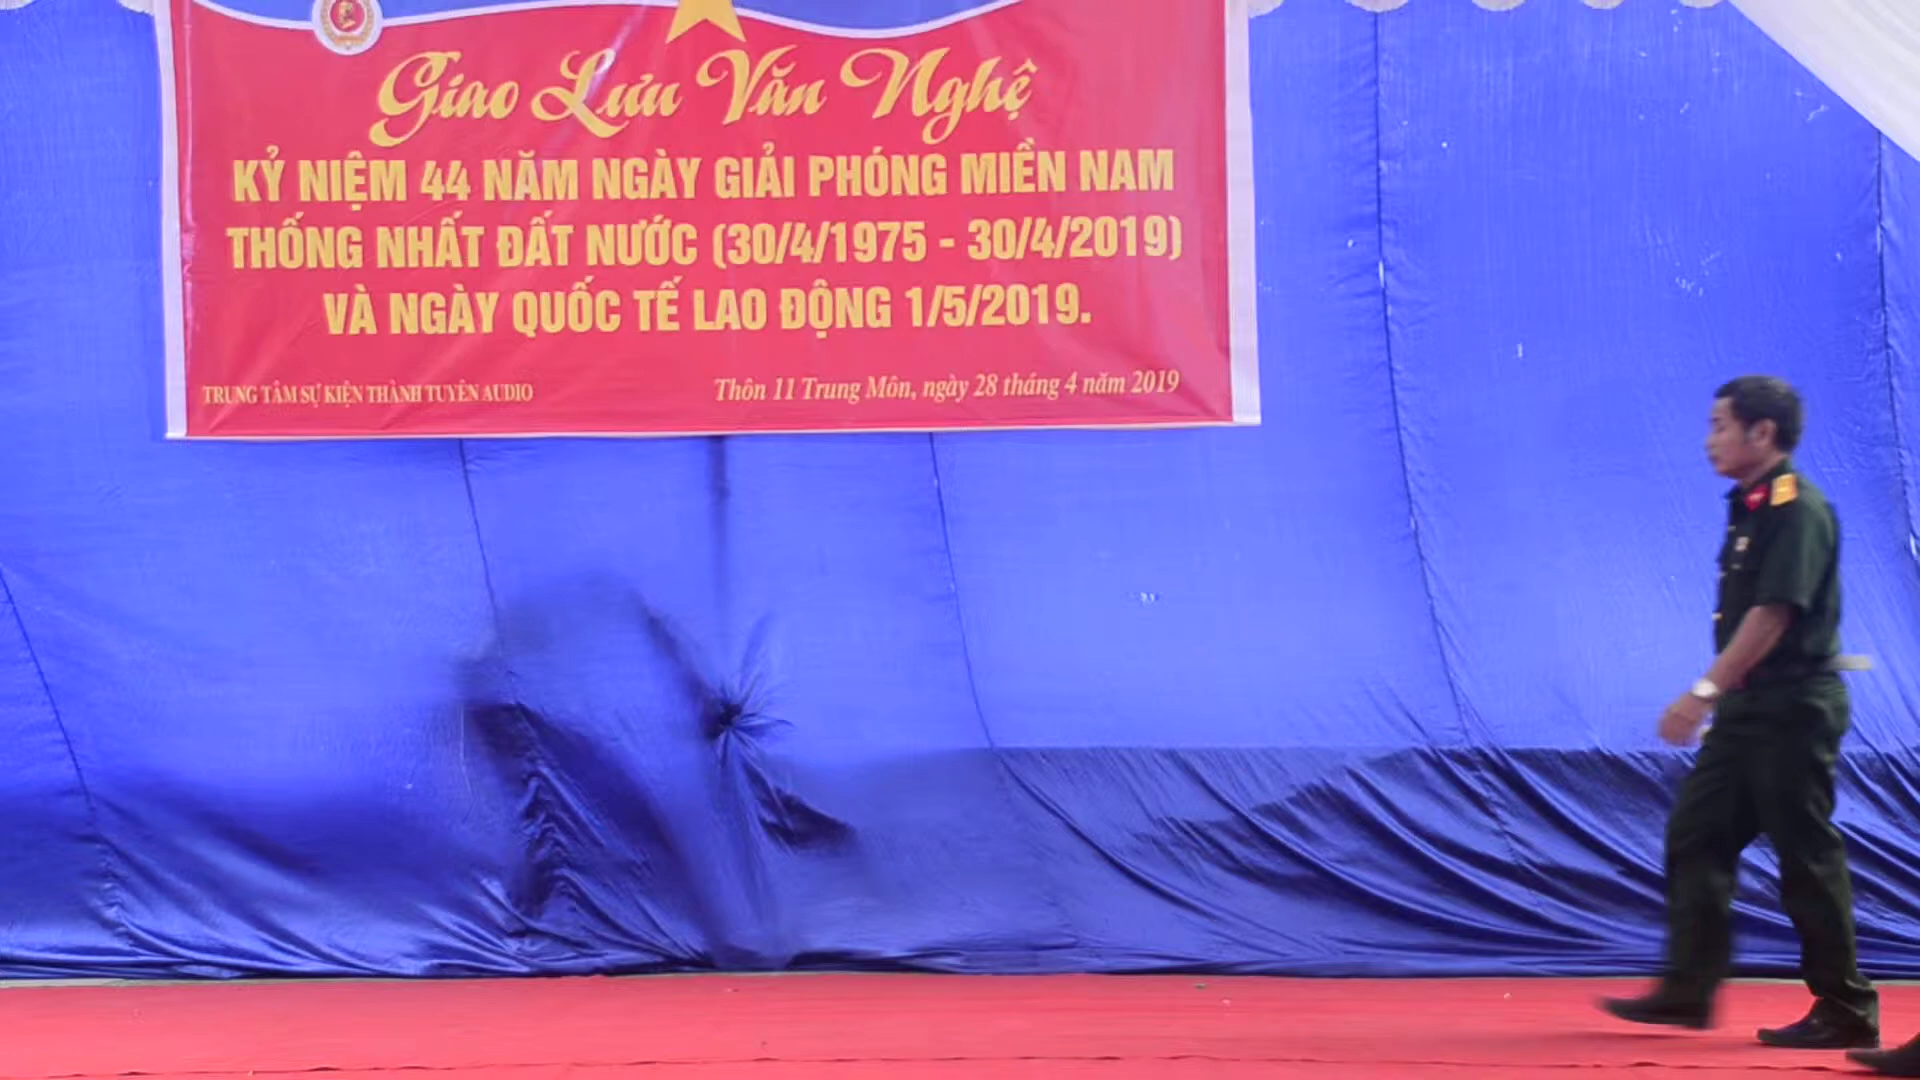 Giao Lưu Văn Nghệ
KỶ NIỆM 44 NĂM NGÀY GIẢI PHÓNG MIỀN NAM
THỐNG NHẤT ĐẤT NƯỚC (30/4/1975 - 30/4/2019)
VÀ NGÀY QUỐC TẾ LAO ĐỘNG 1/5/2019.
TRUNG TÂM SỰ KIỆN THÀNH TUYÊN AUDIO
Thôn 11 Trung Môn, ngày 28 tháng 4 năm 2019